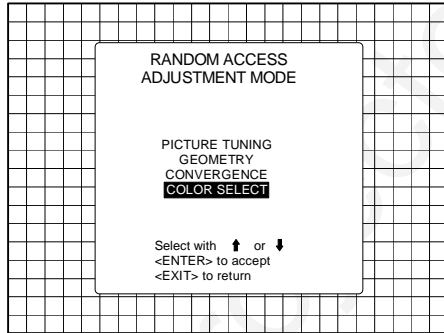 RANDOM ACCESS
ADJUSTMENT MODE
PICTURE TUNING
GEOMETRY
CONVERGENCE
COLOR SELECT
Select with ⬆ or ⬇
<ENTER> to accept
<EXIT> to return